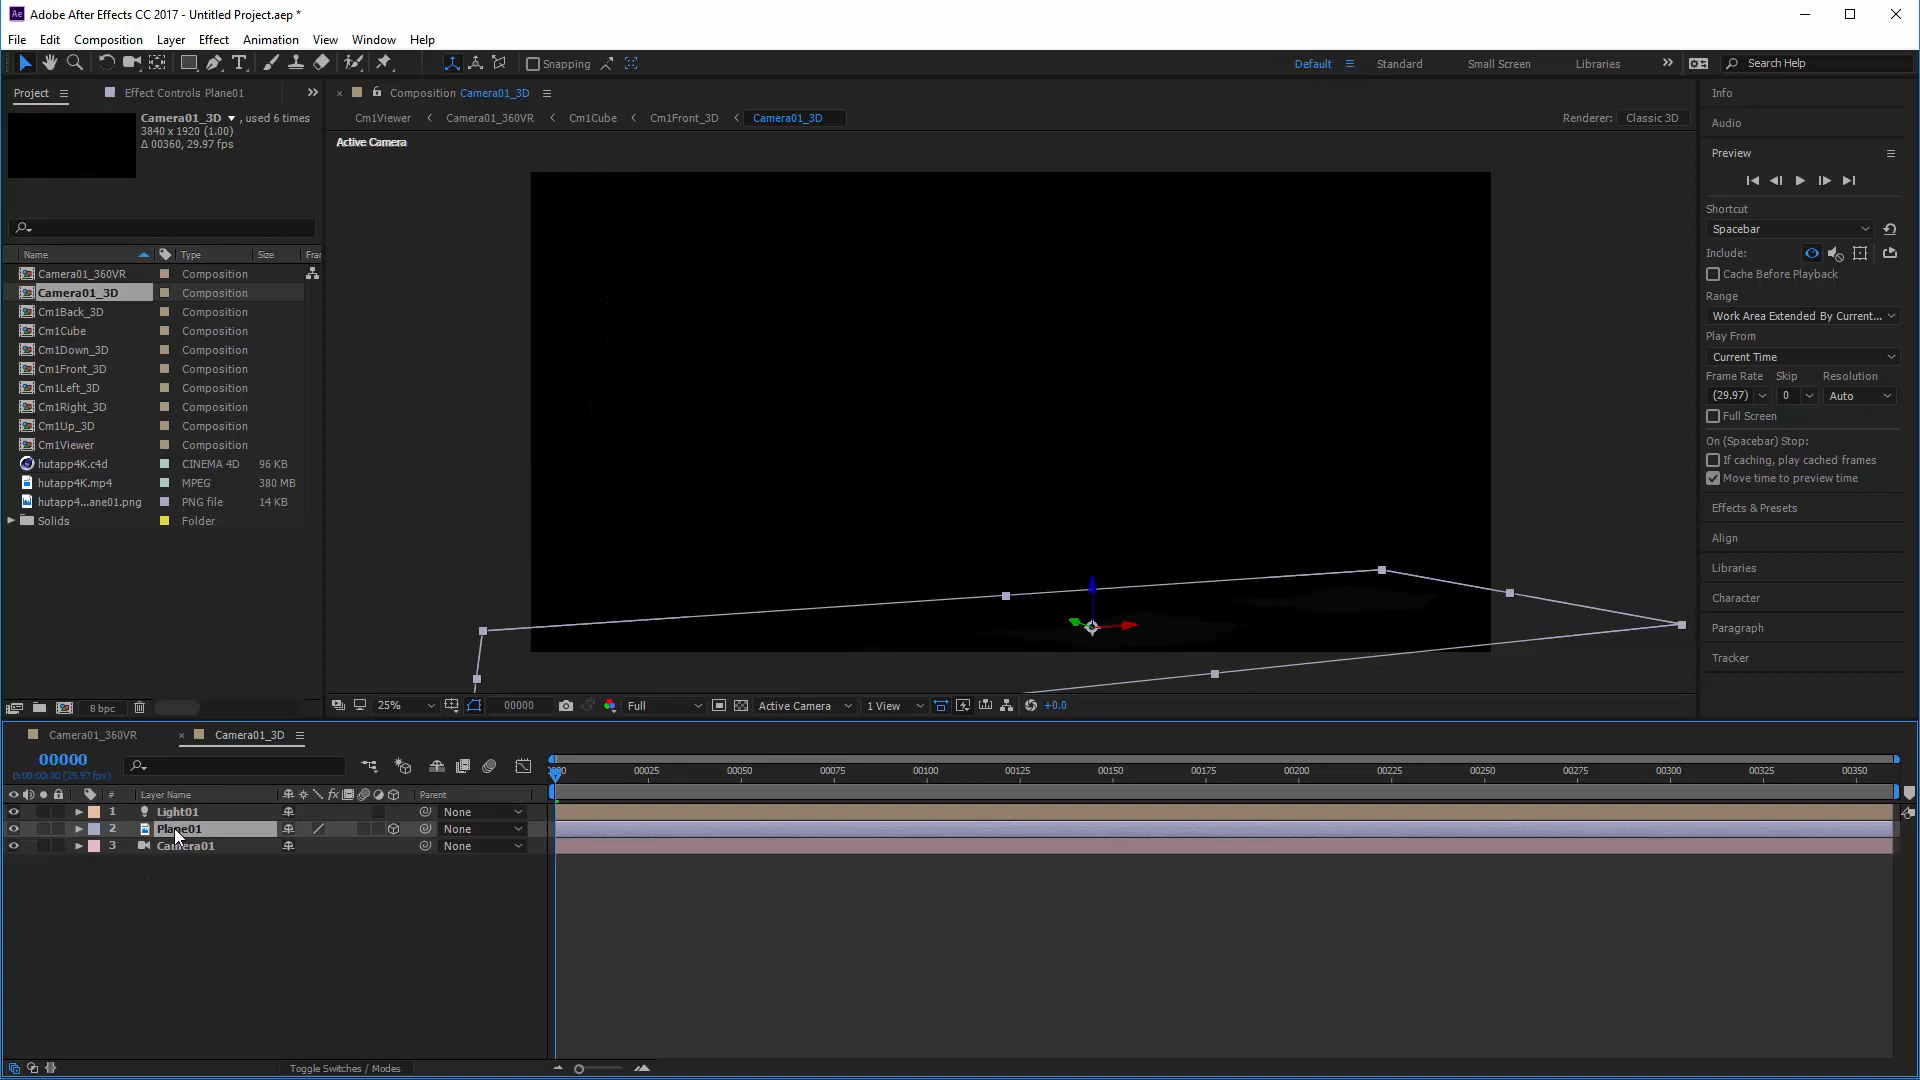 Adobe After Effects CC 2017 - Untitled Project.aep *
File Edit Composition Layer Effect Animation View Window Help
Snapping Default Standard Small Screen Libraries Search Help
Project Effect Controls Plane01
Composition Camera01_3D
Info
Camera01_3D , used 6 times
3840 x 1920 (1.00)
Δ 00360, 29.97 fps
Cm1Viewer Camera01_360VR Cm1Cube Cm1Front_3D Camera01_3D
Renderer: Classic 3D
Active Camera
Audio
Preview
Shortcut
Spacebar
Include:
Cache Before Playback
Range
Work Area Extended By Current...
Play From
Current Time
Frame Rate Skip Resolution
(29.97) 0 Auto
Full Screen
On (Spacebar) Stop:
If caching, play cached frames
Move time to preview time
Effects & Presets
Align
Libraries
Character
Paragraph
Tracker
Name Type Size Fra
Camera01_360VR Composition
Camera01_3D Composition
Cm1Back_3D Composition
Cm1Cube Composition
Cm1Down_3D Composition
Cm1Front_3D Composition
Cm1Left_3D Composition
Cm1Right_3D Composition
Cm1Up_3D Composition
Cm1Viewer Composition
hutapp4K.c4d CINEMA 4D 96 KB
hutapp4K.mp4 MPEG 380 MB
hutapp4...ane01.png PNG file 14 KB
Solids Folder
8 bpc
25% 00000 Full Active Camera 1 View +0.0
Camera01_360VR Camera01_3D
00000
0:00:00:00 (29.97 fps)
00025 00050 00075 00100 00125 00150 00175 00200 00225 00250 00275 00300 00325 00350
# Layer Name fx Parent
1 Light01 None
2 Plane01 None
3 Camera01 None
Toggle Switches / Modes